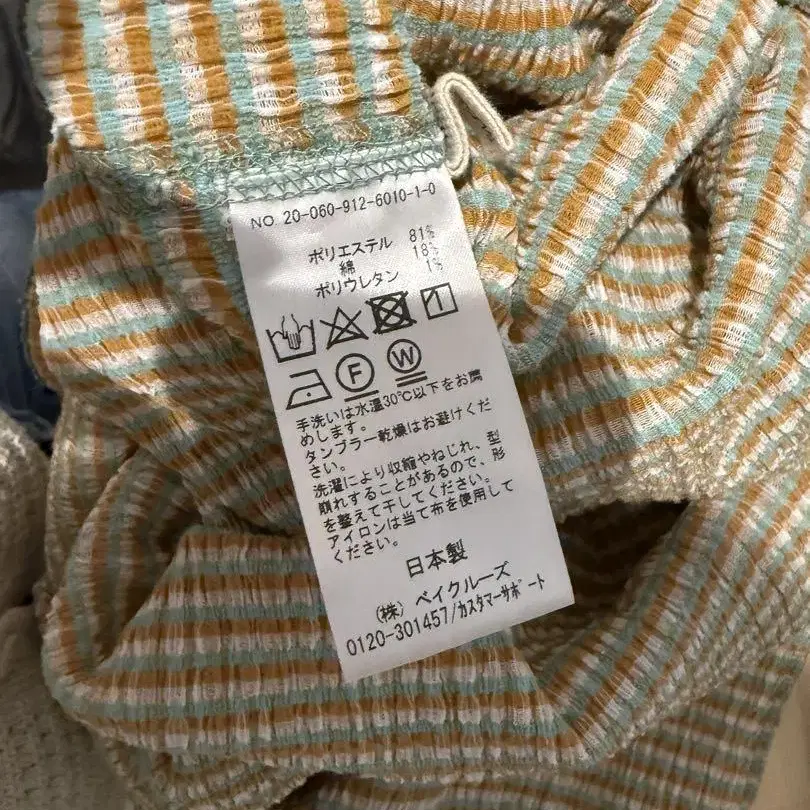 NO 20-060-912-6010-1-0
ポリエステル 81%
綿 18%
ポリウレタン 1%
F W
手洗いは水温30℃以下をお薦
めします。
タンブラー乾燥はお避けくだ
さい。
洗濯により収縮やねじれ、型
崩れすることがあるので、形
を整えて干してください。
アイロンは当て布を使用して
ください。
日本製
(株) ベイクルーズ
0120-301457/カスタマーサポート